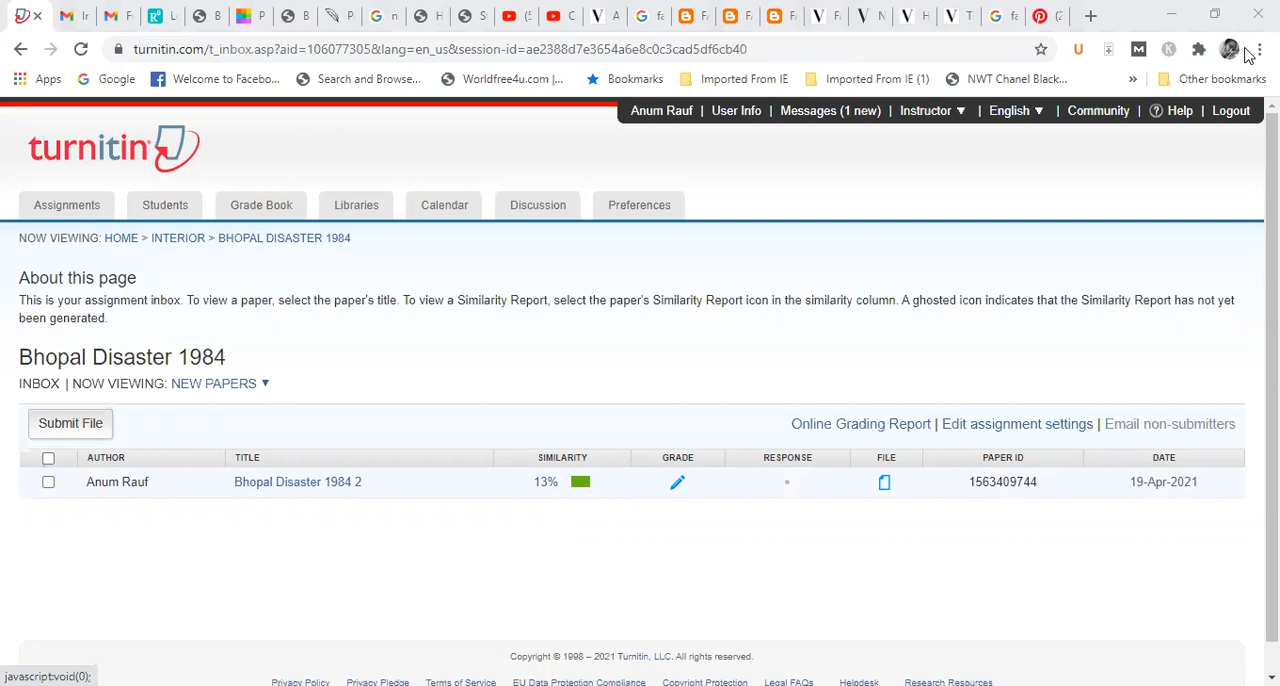 turnitin.com/t_inbox.asp?aid=106077305&lang=en_us&session-id=ae2388d7e3654a6e8c0c3cad5df6cb40
Apps Google Welcome to Facebo... Search and Browse... Worldfree4u.com |... Bookmarks Imported From IE Imported From IE (1) NWT Chanel Black... » Other bookmarks
Anum Rauf | User Info | Messages (1 new) | Instructor ▼ | English ▼ | Community | Help | Logout
turnitin
Assignments Students Grade Book Libraries Calendar Discussion Preferences
NOW VIEWING: HOME > INTERIOR > BHOPAL DISASTER 1984
About this page
This is your assignment inbox. To view a paper, select the paper's title. To view a Similarity Report, select the paper's Similarity Report icon in the similarity column. A ghosted icon indicates that the Similarity Report has not yet
been generated.
Bhopal Disaster 1984
INBOX | NOW VIEWING: NEW PAPERS ▼
Submit File Online Grading Report | Edit assignment settings | Email non-submitters
AUTHOR TITLE SIMILARITY GRADE RESPONSE FILE PAPER ID DATE
Anum Rauf Bhopal Disaster 1984 2 13% 1563409744 19-Apr-2021
Copyright © 1998 – 2021 Turnitin, LLC. All rights reserved.
javascript:void(0);
Privacy Policy Privacy Pledge Terms of Service EU Data Protection Compliance Copyright Protection Legal FAQs Helpdesk Research Resources